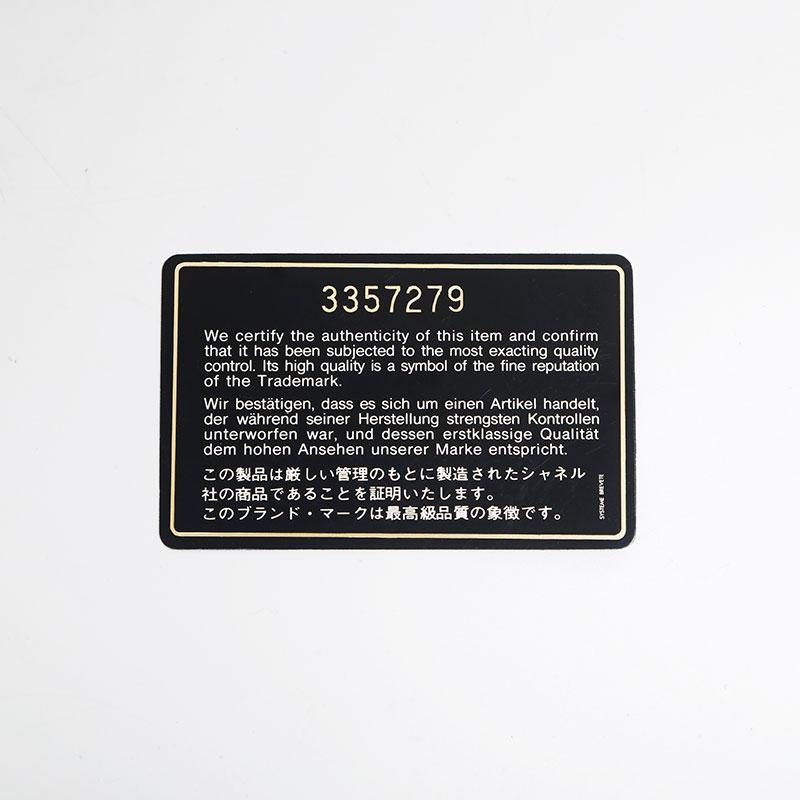 3357279
We certify the authenticity of this item and confirm
that it has been subjected to the most exacting quality
control. Its high quality is a symbol of the fine reputation
of the Trademark.
Wir bestätigen, dass es sich um einen Artikel handelt,
der während seiner Herstellung strengsten Kontrollen
unterworfen war, und dessen erstklassige Qualität
dem hohen Ansehen unserer Marke entspricht.
この製品は厳しい管理のもとに製造されたシャネル
社の商品であることを証明いたします。
このブランド・マークは最高級品質の象徴です。
SYSTEME BREVETE